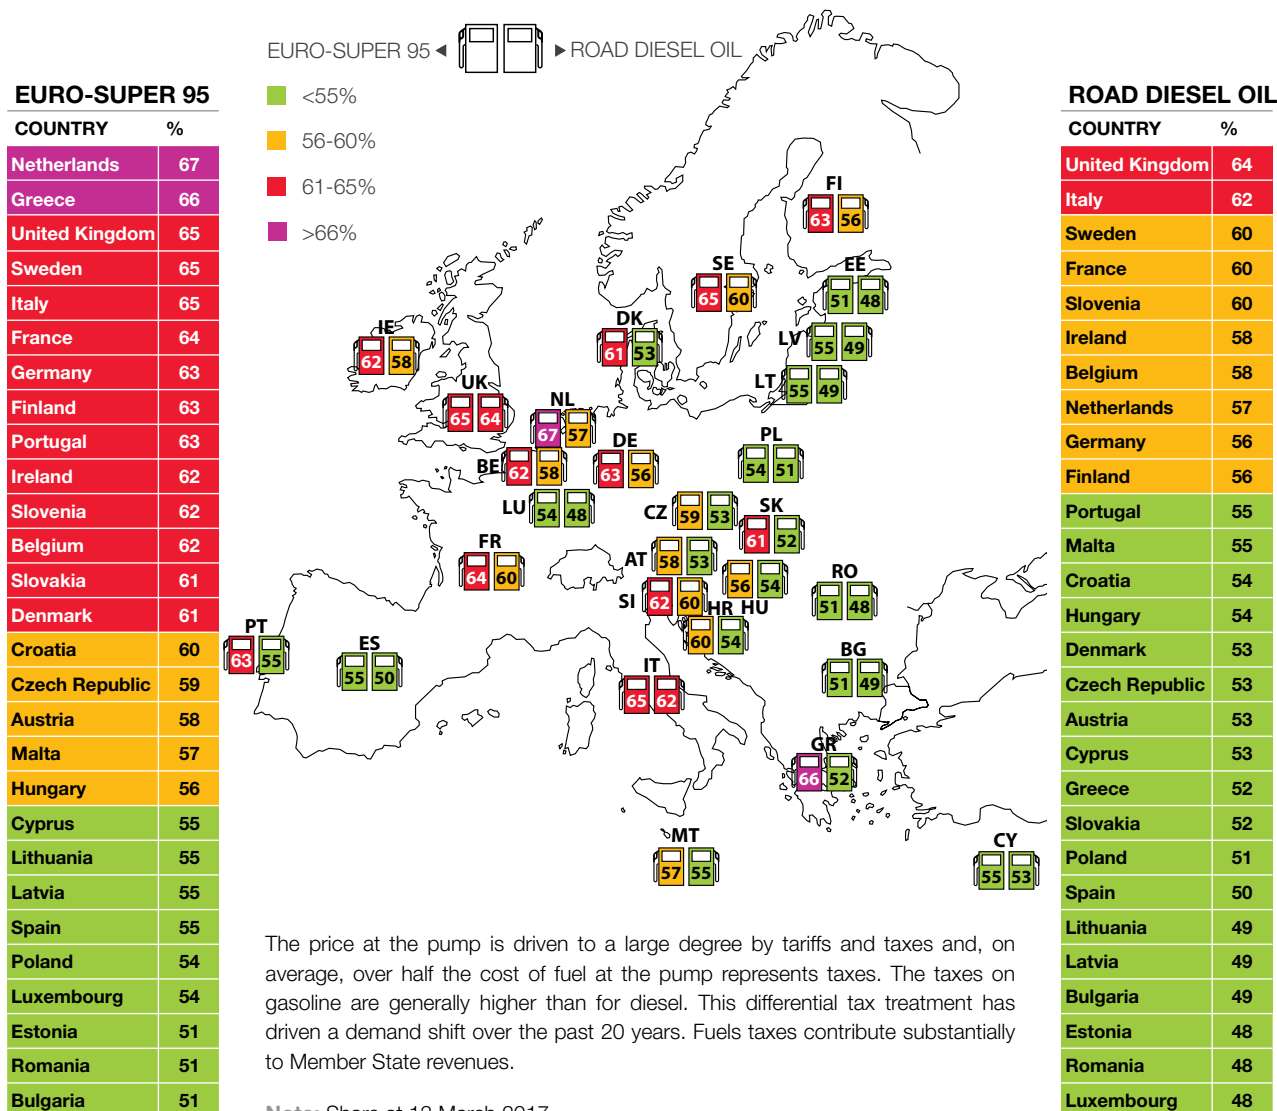 EURO-SUPER 95 ROAD DIESEL OIL
<55%
56-60%
61-65%
>66%
EURO-SUPER 95
COUNTRY %
Netherlands 67
Greece 66
United Kingdom 65
Sweden 65
Italy 65
France 64
Germany 63
Finland 63
Portugal 63
Ireland 62
Slovenia 62
Belgium 62
Slovakia 61
Denmark 61
Croatia 60
Czech Republic 59
Austria 58
Malta 57
Hungary 56
Cyprus 55
Lithuania 55
Latvia 55
Spain 55
Poland 54
Luxembourg 54
Estonia 51
Romania 51
Bulgaria 51
FI
63 56
SE
65 60
EE
51 48
DK
61 53
LV
55 49
LT
55 49
IE
62 58
UK
65 64
NL
67 57
BE
62 58
DE
63 56
PL
54 51
LU
54 48
CZ
59 53
SK
61 52
FR
64 60
AT
58 53
HU
56 54
SI
62 60
HR
60 54
RO
51 48
PT
63 55
ES
55 50
IT
65 62
BG
51 49
GR
66 52
MT
57 55
CY
55 53
ROAD DIESEL OIL
COUNTRY %
United Kingdom 64
Italy 62
Sweden 60
France 60
Slovenia 60
Ireland 58
Belgium 58
Netherlands 57
Germany 56
Finland 56
Portugal 55
Malta 55
Croatia 54
Hungary 54
Denmark 53
Czech Republic 53
Austria 53
Cyprus 53
Greece 52
Slovakia 52
Poland 51
Spain 50
Lithuania 49
Latvia 49
Bulgaria 49
Estonia 48
Romania 48
Luxembourg 48
The price at the pump is driven to a large degree by tariffs and taxes and, on
average, over half the cost of fuel at the pump represents taxes. The taxes on
gasoline are generally higher than for diesel. This differential tax treatment has
driven a demand shift over the past 20 years. Fuels taxes contribute substantially
to Member State revenues.
Note: Share at 13 March 2017